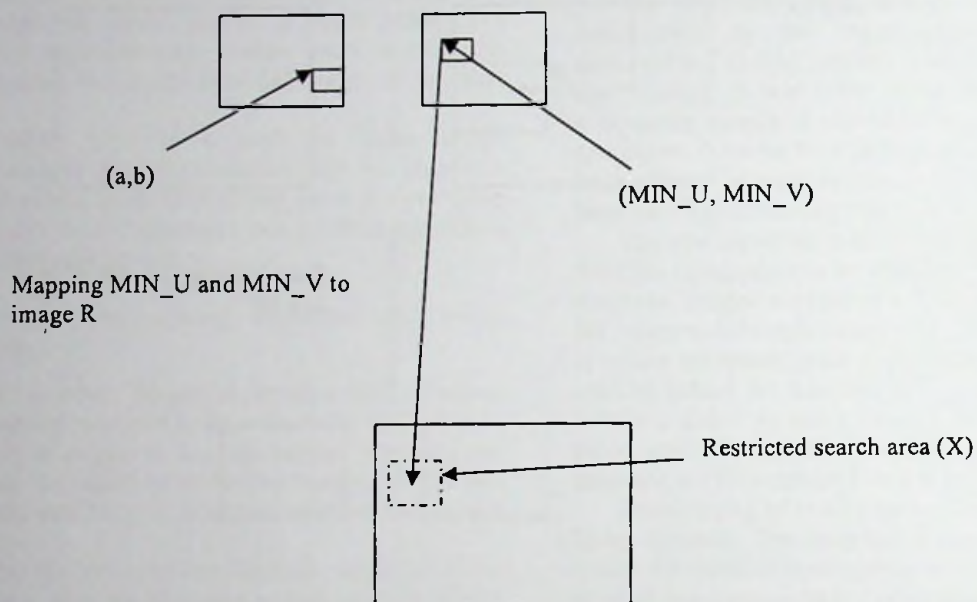 (a,b)
(MIN_U, MIN_V)
Mapping MIN_U and MIN_V to
image R
Restricted search area (X)